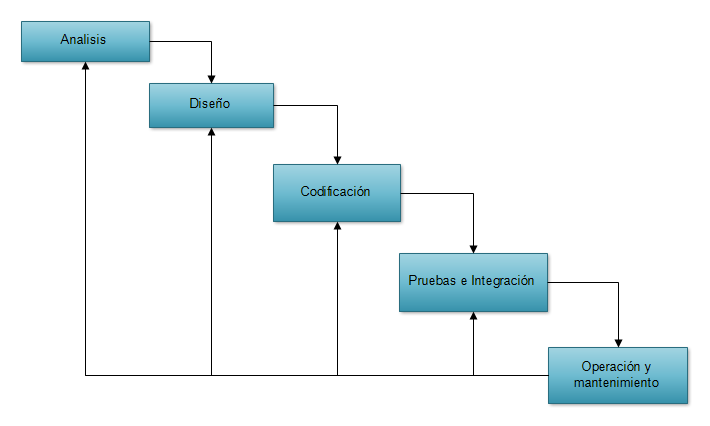 Analisis
Diseño
Codificación
Pruebas e Integración
Operación y
mantenimiento